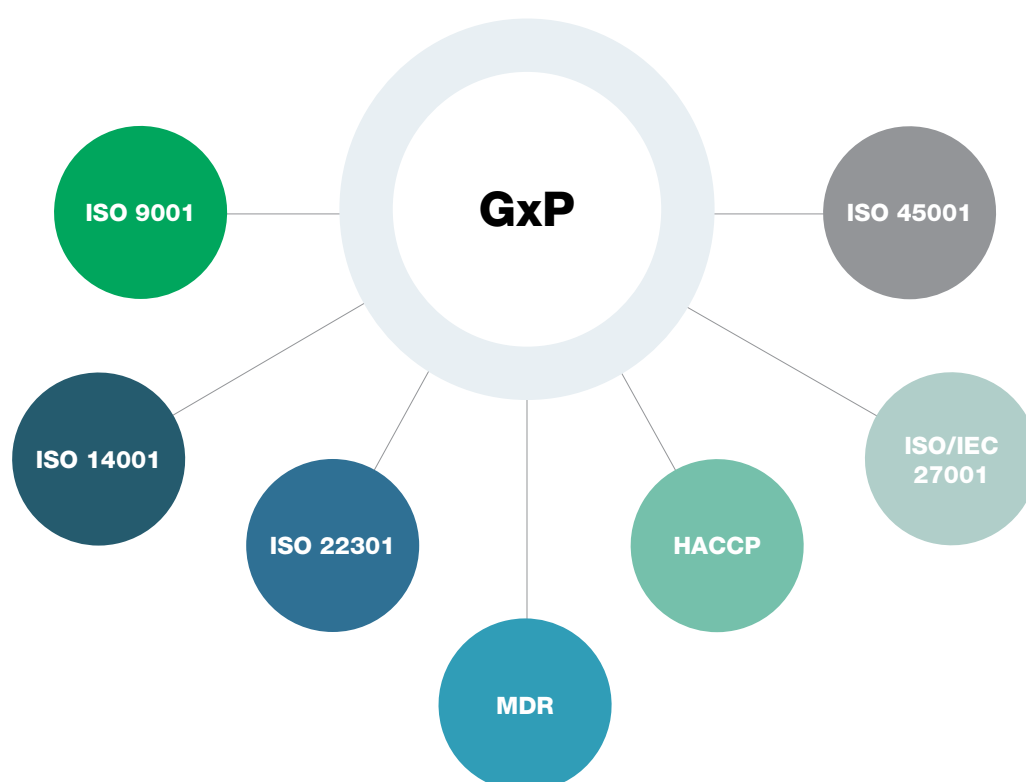 GxP
ISO 9001
ISO 45001
ISO 14001
ISO/IEC
27001
ISO 22301
HACCP
MDR